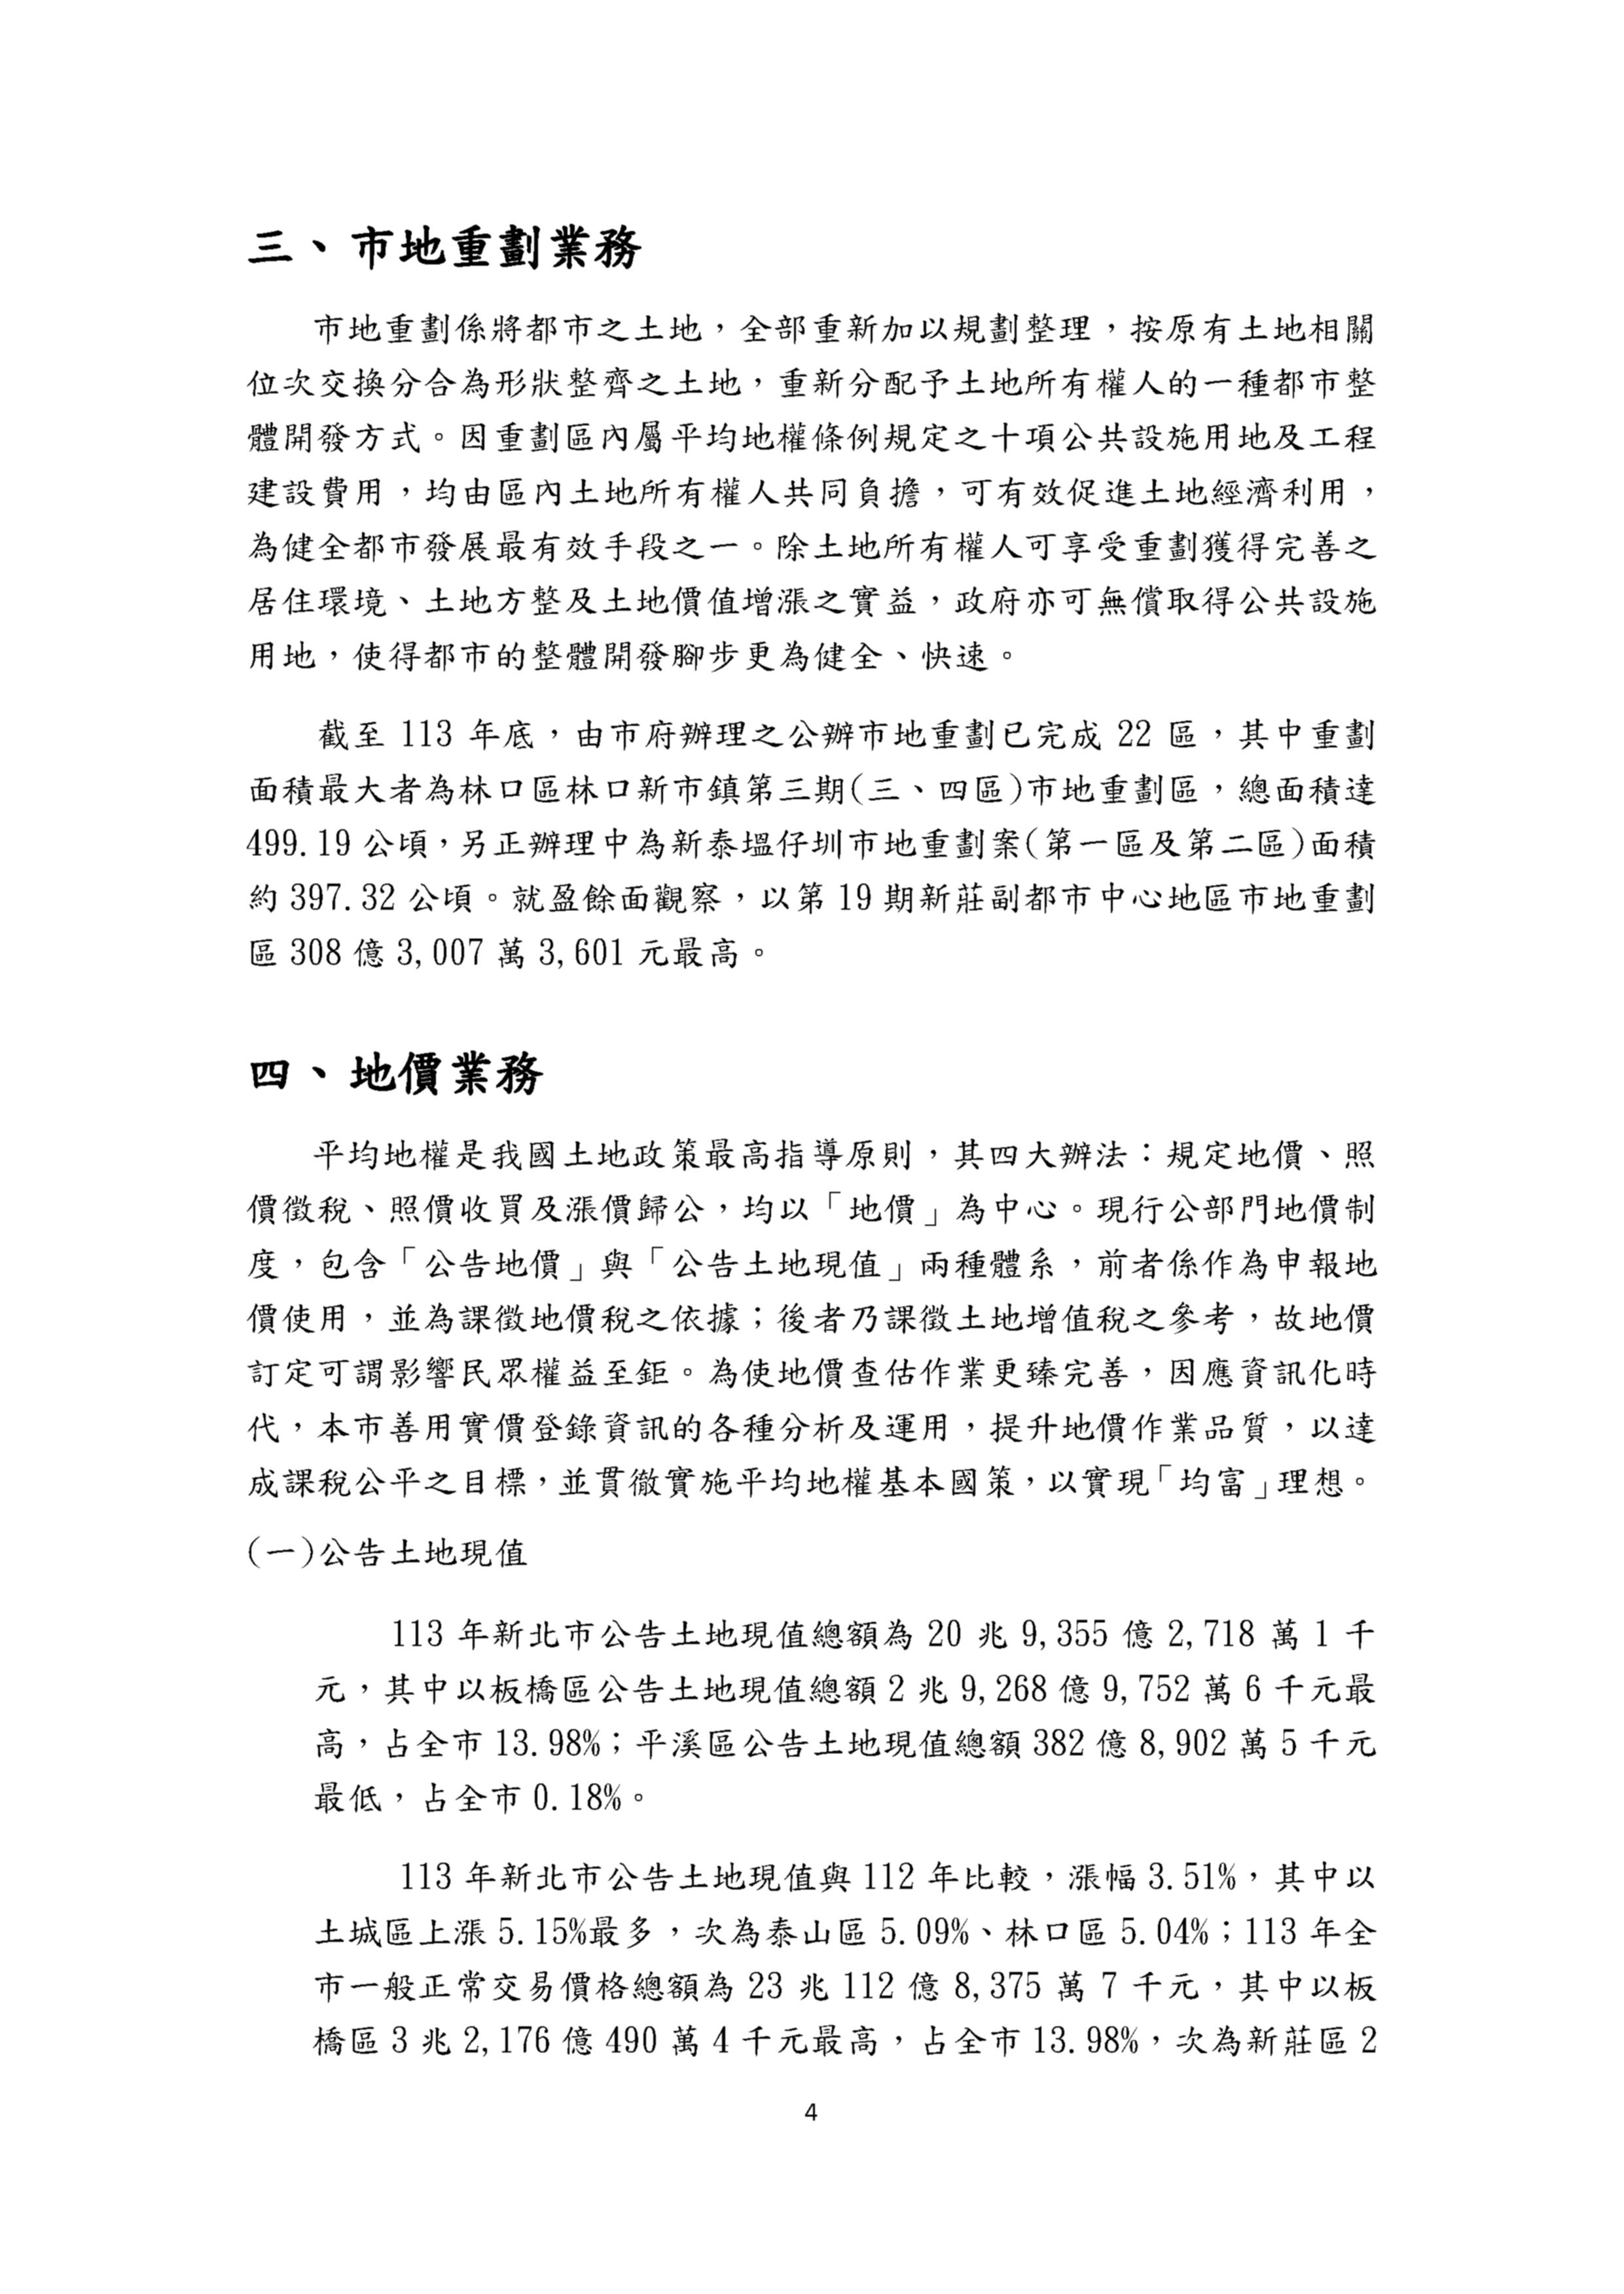 三、市地重劃業務
市地重劃係將都市之土地，全部重新加以規劃整理，按原有土地相關
位次交換分合為形狀整齊之土地，重新分配予土地所有權人的一種都市整
體開發方式。因重劃區內屬平均地權條例規定之十項公共設施用地及工程
建設費用，均由區內土地所有權人共同負擔，可有效促進土地經濟利用，
為健全都市發展最有效手段之一。除土地所有權人可享受重劃獲得完善之
居住環境、土地方整及土地價值增漲之實益，政府亦可無償取得公共設施
用地，使得都市的整體開發腳步更為健全、快速。
截至 113 年底，由市府辦理之公辦市地重劃已完成 22 區，其中重劃
面積最大者為林口區林口新市鎮第三期(三、四區)市地重劃區，總面積達
499.19 公頃，另正辦理中為新泰塭仔圳市地重劃案(第一區及第二區)面積
約 397.32 公頃。就盈餘面觀察，以第 19 期新莊副都市中心地區市地重劃
區 308 億 3,007 萬 3,601 元最高。
四、地價業務
平均地權是我國土地政策最高指導原則，其四大辦法：規定地價、照
價徵稅、照價收買及漲價歸公，均以「地價」為中心。現行公部門地價制
度，包含「公告地價」與「公告土地現值」兩種體系，前者係作為申報地
價使用，並為課徵地價稅之依據；後者乃課徵土地增值稅之參考，故地價
訂定可謂影響民眾權益至鉅。為使地價查估作業更臻完善，因應資訊化時
代，本市善用實價登錄資訊的各種分析及運用，提升地價作業品質，以達
成課稅公平之目標，並貫徹實施平均地權基本國策，以實現「均富」理想。
(一)公告土地現值
113 年新北市公告土地現值總額為 20 兆 9,355 億 2,718 萬 1 千
元，其中以板橋區公告土地現值總額 2 兆 9,268 億 9,752 萬 6 千元最
高，占全市 13.98%；平溪區公告土地現值總額 382 億 8,902 萬 5 千元
最低，占全市 0.18%。
113 年新北市公告土地現值與 112 年比較，漲幅 3.51%，其中以
土城區上漲 5.15%最多，次為泰山區 5.09%、林口區 5.04%；113 年全
市一般正常交易價格總額為 23 兆 112 億 8,375 萬 7 千元，其中以板
橋區 3 兆 2,176 億 490 萬 4 千元最高，占全市 13.98%，次為新莊區 2
4